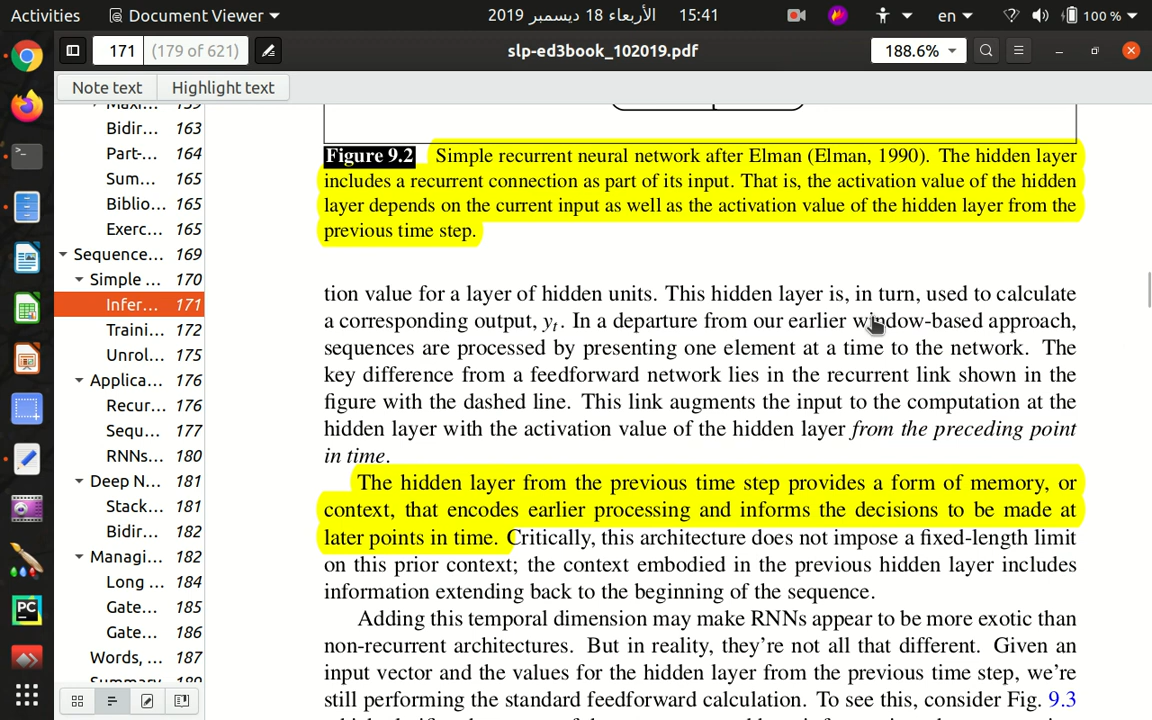 Activities Document Viewer الأربعاء 18 ديسمبر 2019 15:41 en 100 %
171 (179 of 621) slp-ed3book_102019.pdf 188.6%
Note text Highlight text
Maxi... 159
Bidir... 163
Part-... 164
Sum... 165
Biblio... 165
Exerc... 165
Sequence... 169
Simple ... 170
Infer... 171
Traini... 172
Unrol... 175
Applica... 176
Recur... 176
Sequ... 177
RNNs... 180
Deep N... 181
Stack... 181
Bidir... 182
Managi... 182
Long ... 184
Gate... 185
Gate... 186
Words, ... 187
Summary 189
Figure 9.2 Simple recurrent neural network after Elman (Elman, 1990). The hidden layer
includes a recurrent connection as part of its input. That is, the activation value of the hidden
layer depends on the current input as well as the activation value of the hidden layer from the
previous time step.
tion value for a layer of hidden units. This hidden layer is, in turn, used to calculate
a corresponding output, yt. In a departure from our earlier window-based approach,
sequences are processed by presenting one element at a time to the network. The
key difference from a feedforward network lies in the recurrent link shown in the
figure with the dashed line. This link augments the input to the computation at the
hidden layer with the activation value of the hidden layer from the preceding point
in time.
The hidden layer from the previous time step provides a form of memory, or
context, that encodes earlier processing and informs the decisions to be made at
later points in time. Critically, this architecture does not impose a fixed-length limit
on this prior context; the context embodied in the previous hidden layer includes
information extending back to the beginning of the sequence.
Adding this temporal dimension may make RNNs appear to be more exotic than
non-recurrent architectures. But in reality, they're not all that different. Given an
input vector and the values for the hidden layer from the previous time step, we're
still performing the standard feedforward calculation. To see this, consider Fig. 9.3